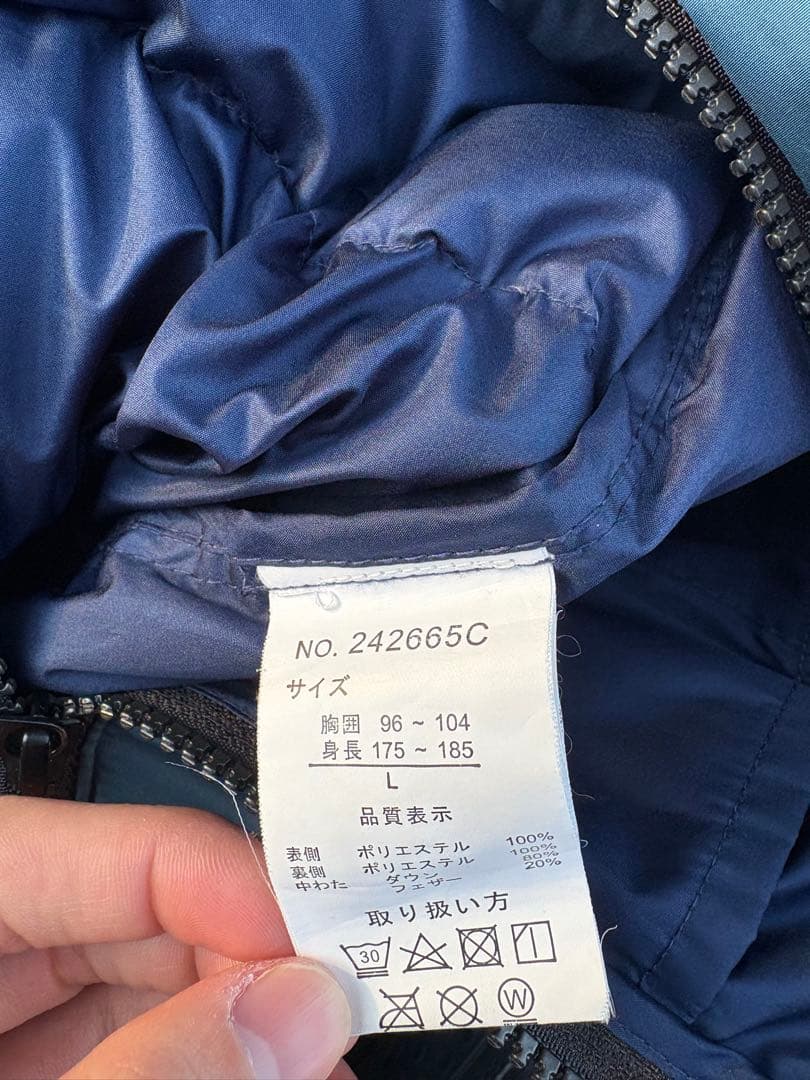 NO. 242665C
サイズ
胸囲 96 ~ 104
身長 175 ~ 185
L
品質表示
表側 ポリエステル 100%
裏側 ポリエステル 100%
中わた ダウン 80%
フェザー 20%
取り扱い方
30
W